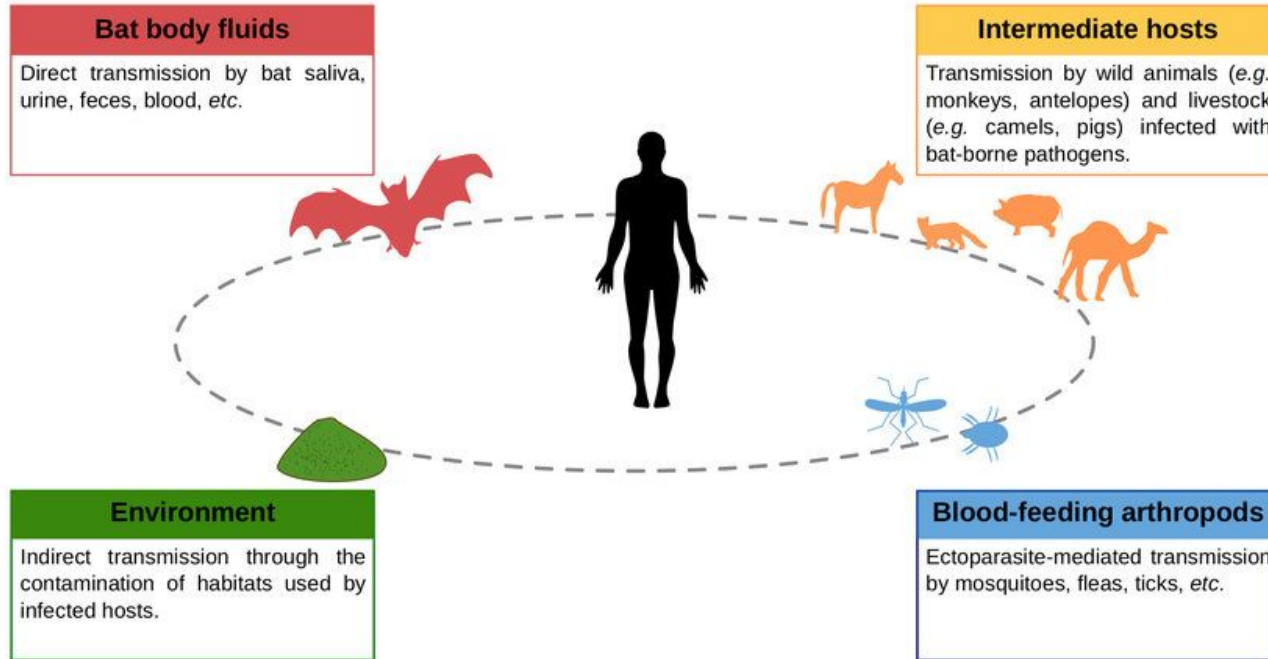 Bat body fluids
Direct transmission by bat saliva,
urine, feces, blood, etc.
Intermediate hosts
Transmission by wild animals (e.g.
monkeys, antelopes) and livestock
(e.g. camels, pigs) infected with
bat-borne pathogens.
Environment
Indirect transmission through the
contamination of habitats used by
infected hosts.
Blood-feeding arthropods
Ectoparasite-mediated transmission
by mosquitoes, fleas, ticks, etc.